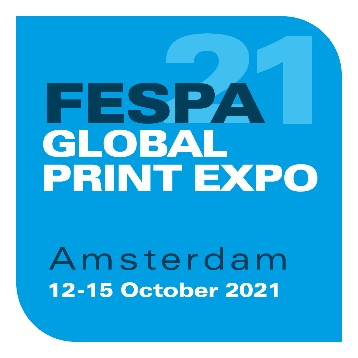 21
FESPA
GLOBAL
PRINT EXPO
Amsterdam
12-15 October 2021